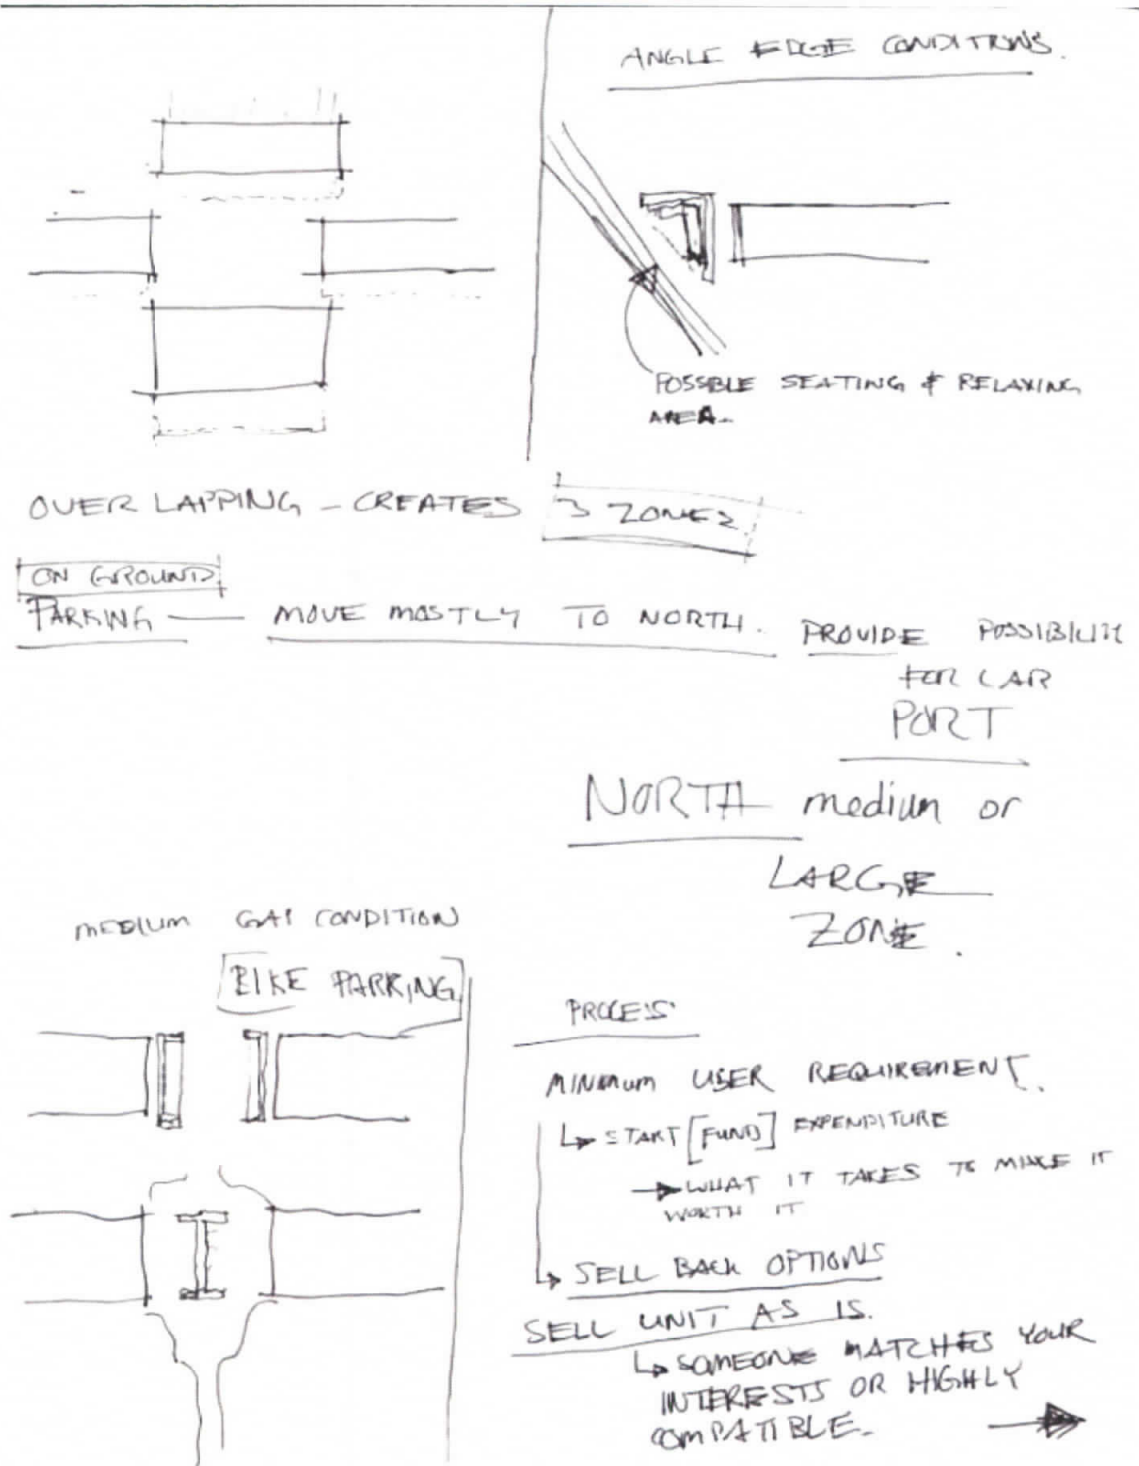 ANGLE EDGE CONDITIONS.
POSSIBLE SEATING & RELAXING
AREA.
OVER LAPPING - CREATES 3 ZONES
ON GROUND
PARKING — MOVE MOSTLY TO NORTH. PROVIDE POSSIBILITY
FOR CAR
PORT
NORTH medium or
LARGE
ZONE.
MEDIUM GAP CONDITION
BIKE PARKING
PROCESS
MINIMUM USER REQUIREMENT.
START [FUND] EXPENDITURE
WHAT IT TAKES TO MAKE IT
WORTH IT
SELL BACK OPTIONS
SELL UNIT AS IS.
SOMEONE MATCHES YOUR
INTERESTS OR HIGHLY
COMPATIBLE.